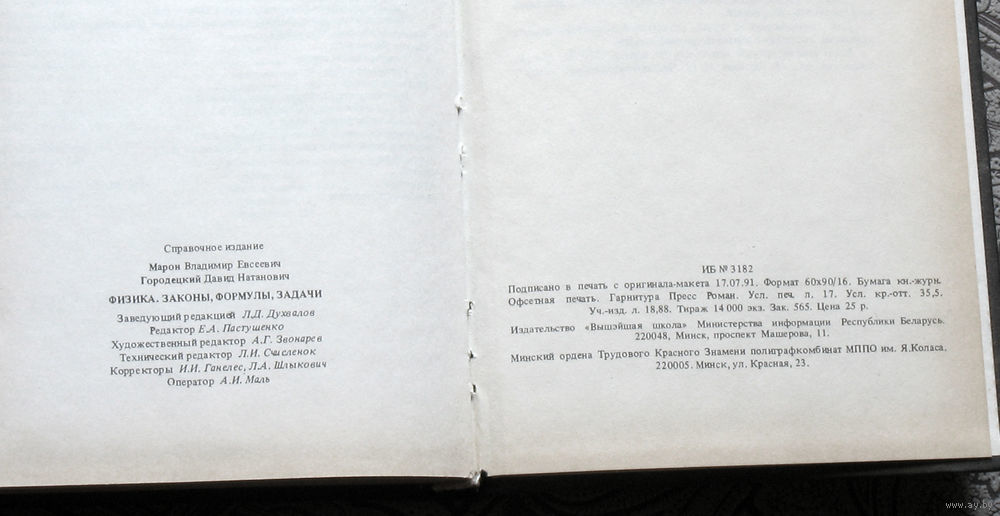 Справочное издание
Марон Владимир Евсеевич
Городецкий Давид Натанович
ФИЗИКА. ЗАКОНЫ, ФОРМУЛЫ, ЗАДАЧИ
Заведующий редакцией Л.Д. Духвалов
Редактор Е.А. Пастушенко
Художественный редактор А.Г. Звонарев
Технический редактор Л.И. Счисленок
Корректоры И.И. Ганелес, Л.А. Шлыкович
Оператор А.И. Маль
ИБ № 3182
Подписано в печать с оригинала-макета 17.07.91. Формат 60х90/16. Бумага кн.-журн.
Офсетная печать. Гарнитура Пресс Роман. Усл. печ. л. 17. Усл. кр.-отт. 35,5.
Уч.-изд. л. 18,88. Тираж 14 000 экз. Зак. 565. Цена 25 р.
Издательство «Вышэйшая школа» Министерства информации Республики Беларусь.
220048, Минск, проспект Машерова, 11.
Минский ордена Трудового Красного Знамени полиграфкомбинат МППО им. Я.Коласа.
220005. Минск, ул. Красная, 23.
www.ay.by